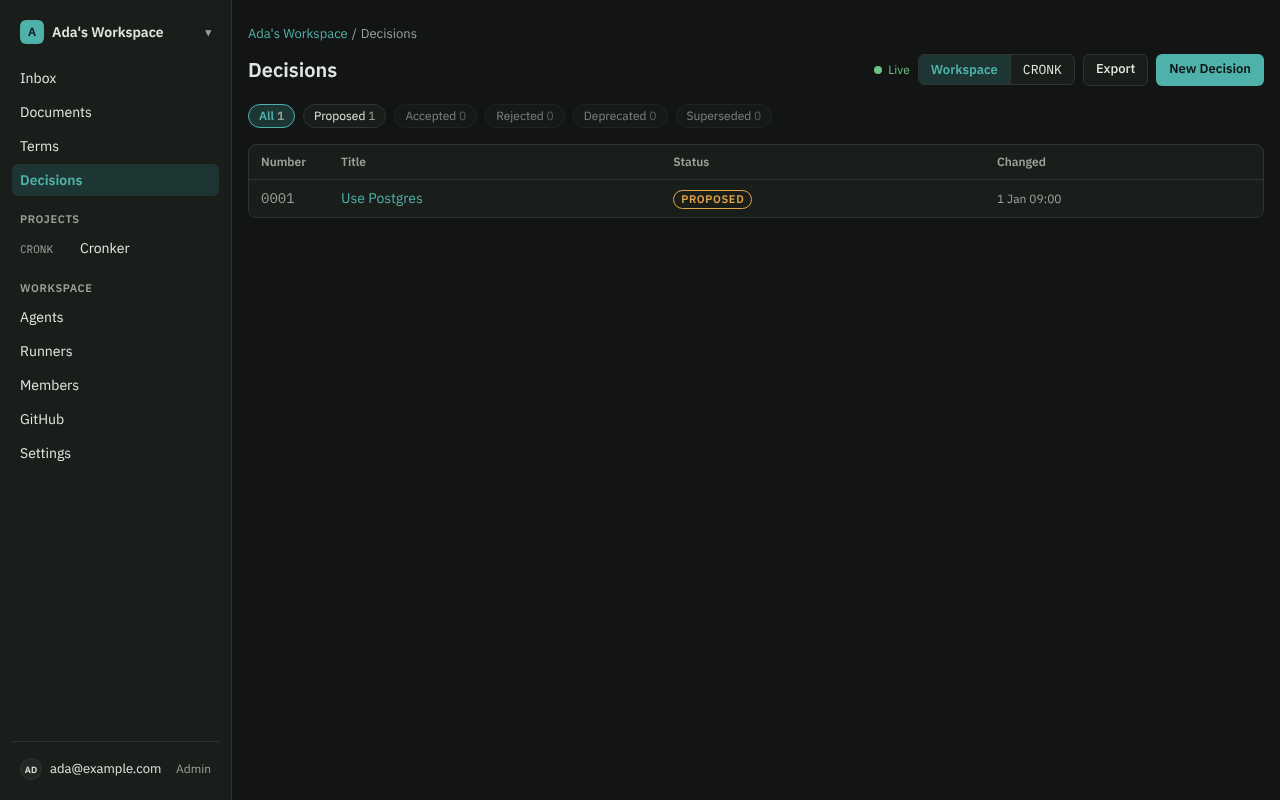 A Ada's Workspace ▾
Inbox
Documents
Terms
Decisions
PROJECTS
CRONK Cronker
WORKSPACE
Agents
Runners
Members
GitHub
Settings
AD ada@example.com Admin
Ada's Workspace / Decisions
Decisions
Live Workspace CRONK Export New Decision
All 1 Proposed 1 Accepted 0 Rejected 0 Deprecated 0 Superseded 0
Number Title Status Changed
0001 Use Postgres PROPOSED 1 Jan 09:00